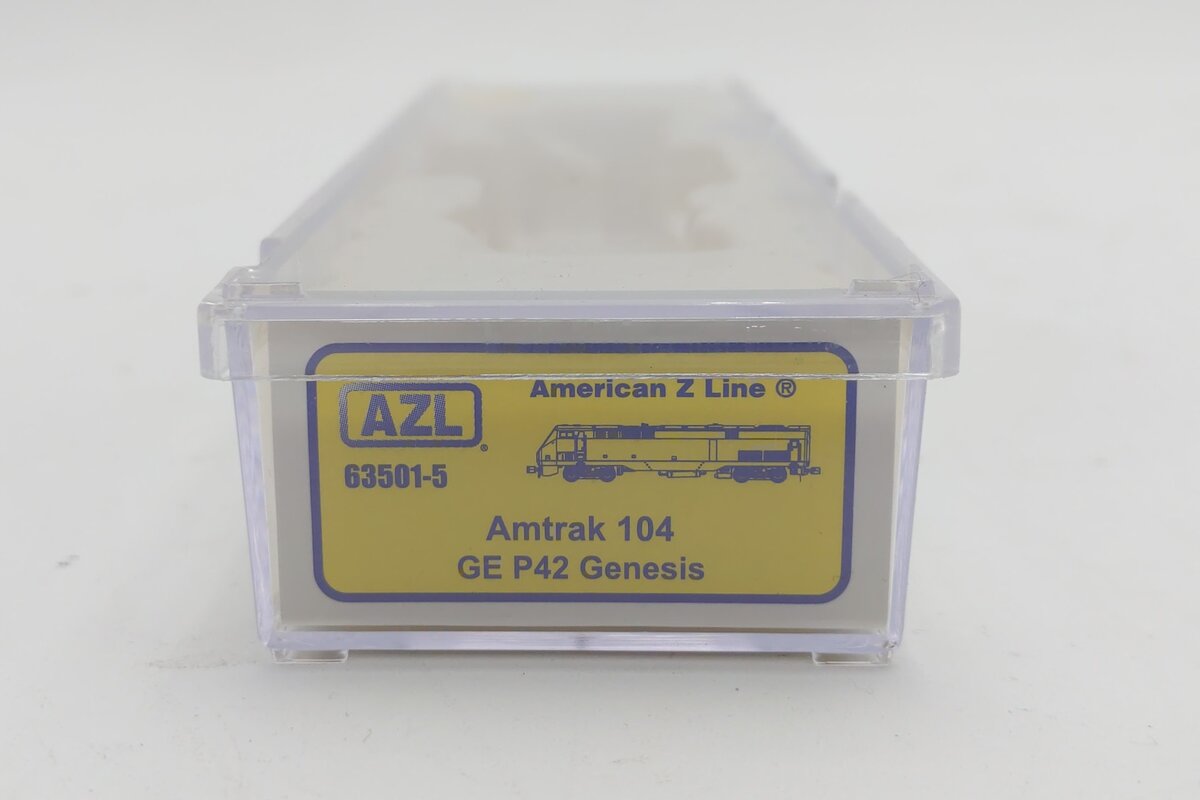 American Z Line ®
AZL®
63501-5
Amtrak 104
GE P42 Genesis